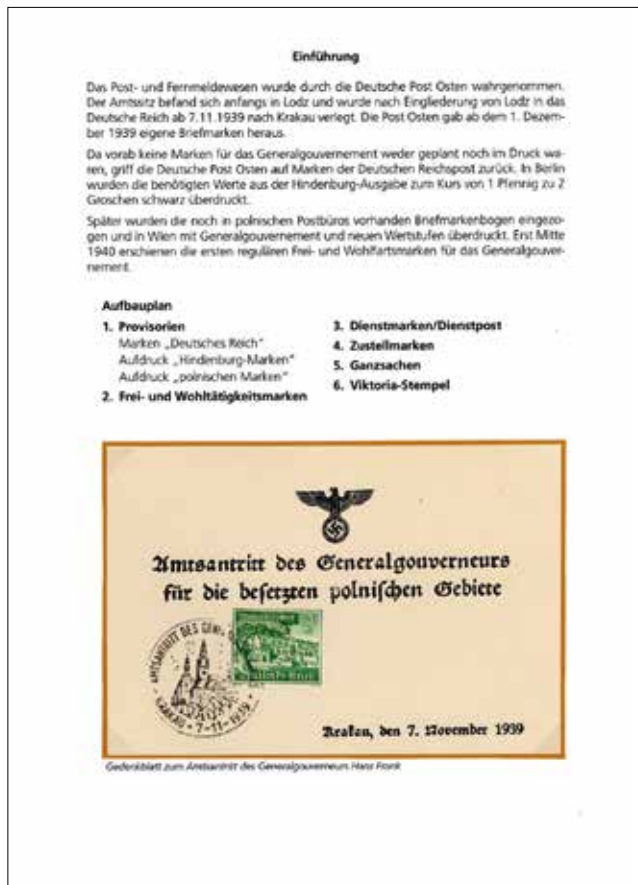 Einführung
Das Post- und Fernmeldewesen wurde durch die Deutsche Post Osten wahrgenommen.
Der Amtssitz befand sich anfangs in Lodz und wurde nach Eingliederung von Lodz in das
Deutsche Reich ab 7.11.1939 nach Krakau verlegt. Die Post Osten gab ab dem 1. Dezem-
ber 1939 eigene Briefmarken heraus.
Da vorab keine Marken für das Generalgouvernement weder geplant noch im Druck wa-
ren, griff die Deutsche Post Osten auf Marken der Deutschen Reichspost zurück. In Berlin
wurden die benötigten Werte aus der Hindenburg-Ausgabe zum Kurs von 1 Pfennig zu 2
Groschen schwarz überdruckt.
Später wurden die noch in polnischen Postbüros vorhanden Briefmarkenbogen eingezo-
gen und in Wien mit Generalgouvernement und neuen Wertstufen überdruckt. Erst Mitte
1940 erschienen die ersten regulären Frei- und Wohlfartsmarken für das Generalgouver-
nement.
Aufbauplan
1. Provisorien
Marken „Deutsches Reich"
Aufdruck „Hindenburg-Marken"
Aufdruck „polnischen Marken"
2. Frei- und Wohltätigkeitsmarken
3. Dienstmarken/Dienstpost
4. Zustellmarken
5. Ganzsachen
6. Viktoria-Stempel
Amtsantritt des Generalgouverneurs
für die besetzten polnischen Gebiete
AMTSANTRITT DES
KRAKAU - 7-11-1939
Krakau, den 7. November 1939
Gedenkblatt zum Amtsantritt des Generalgouverneurs Hans Frank